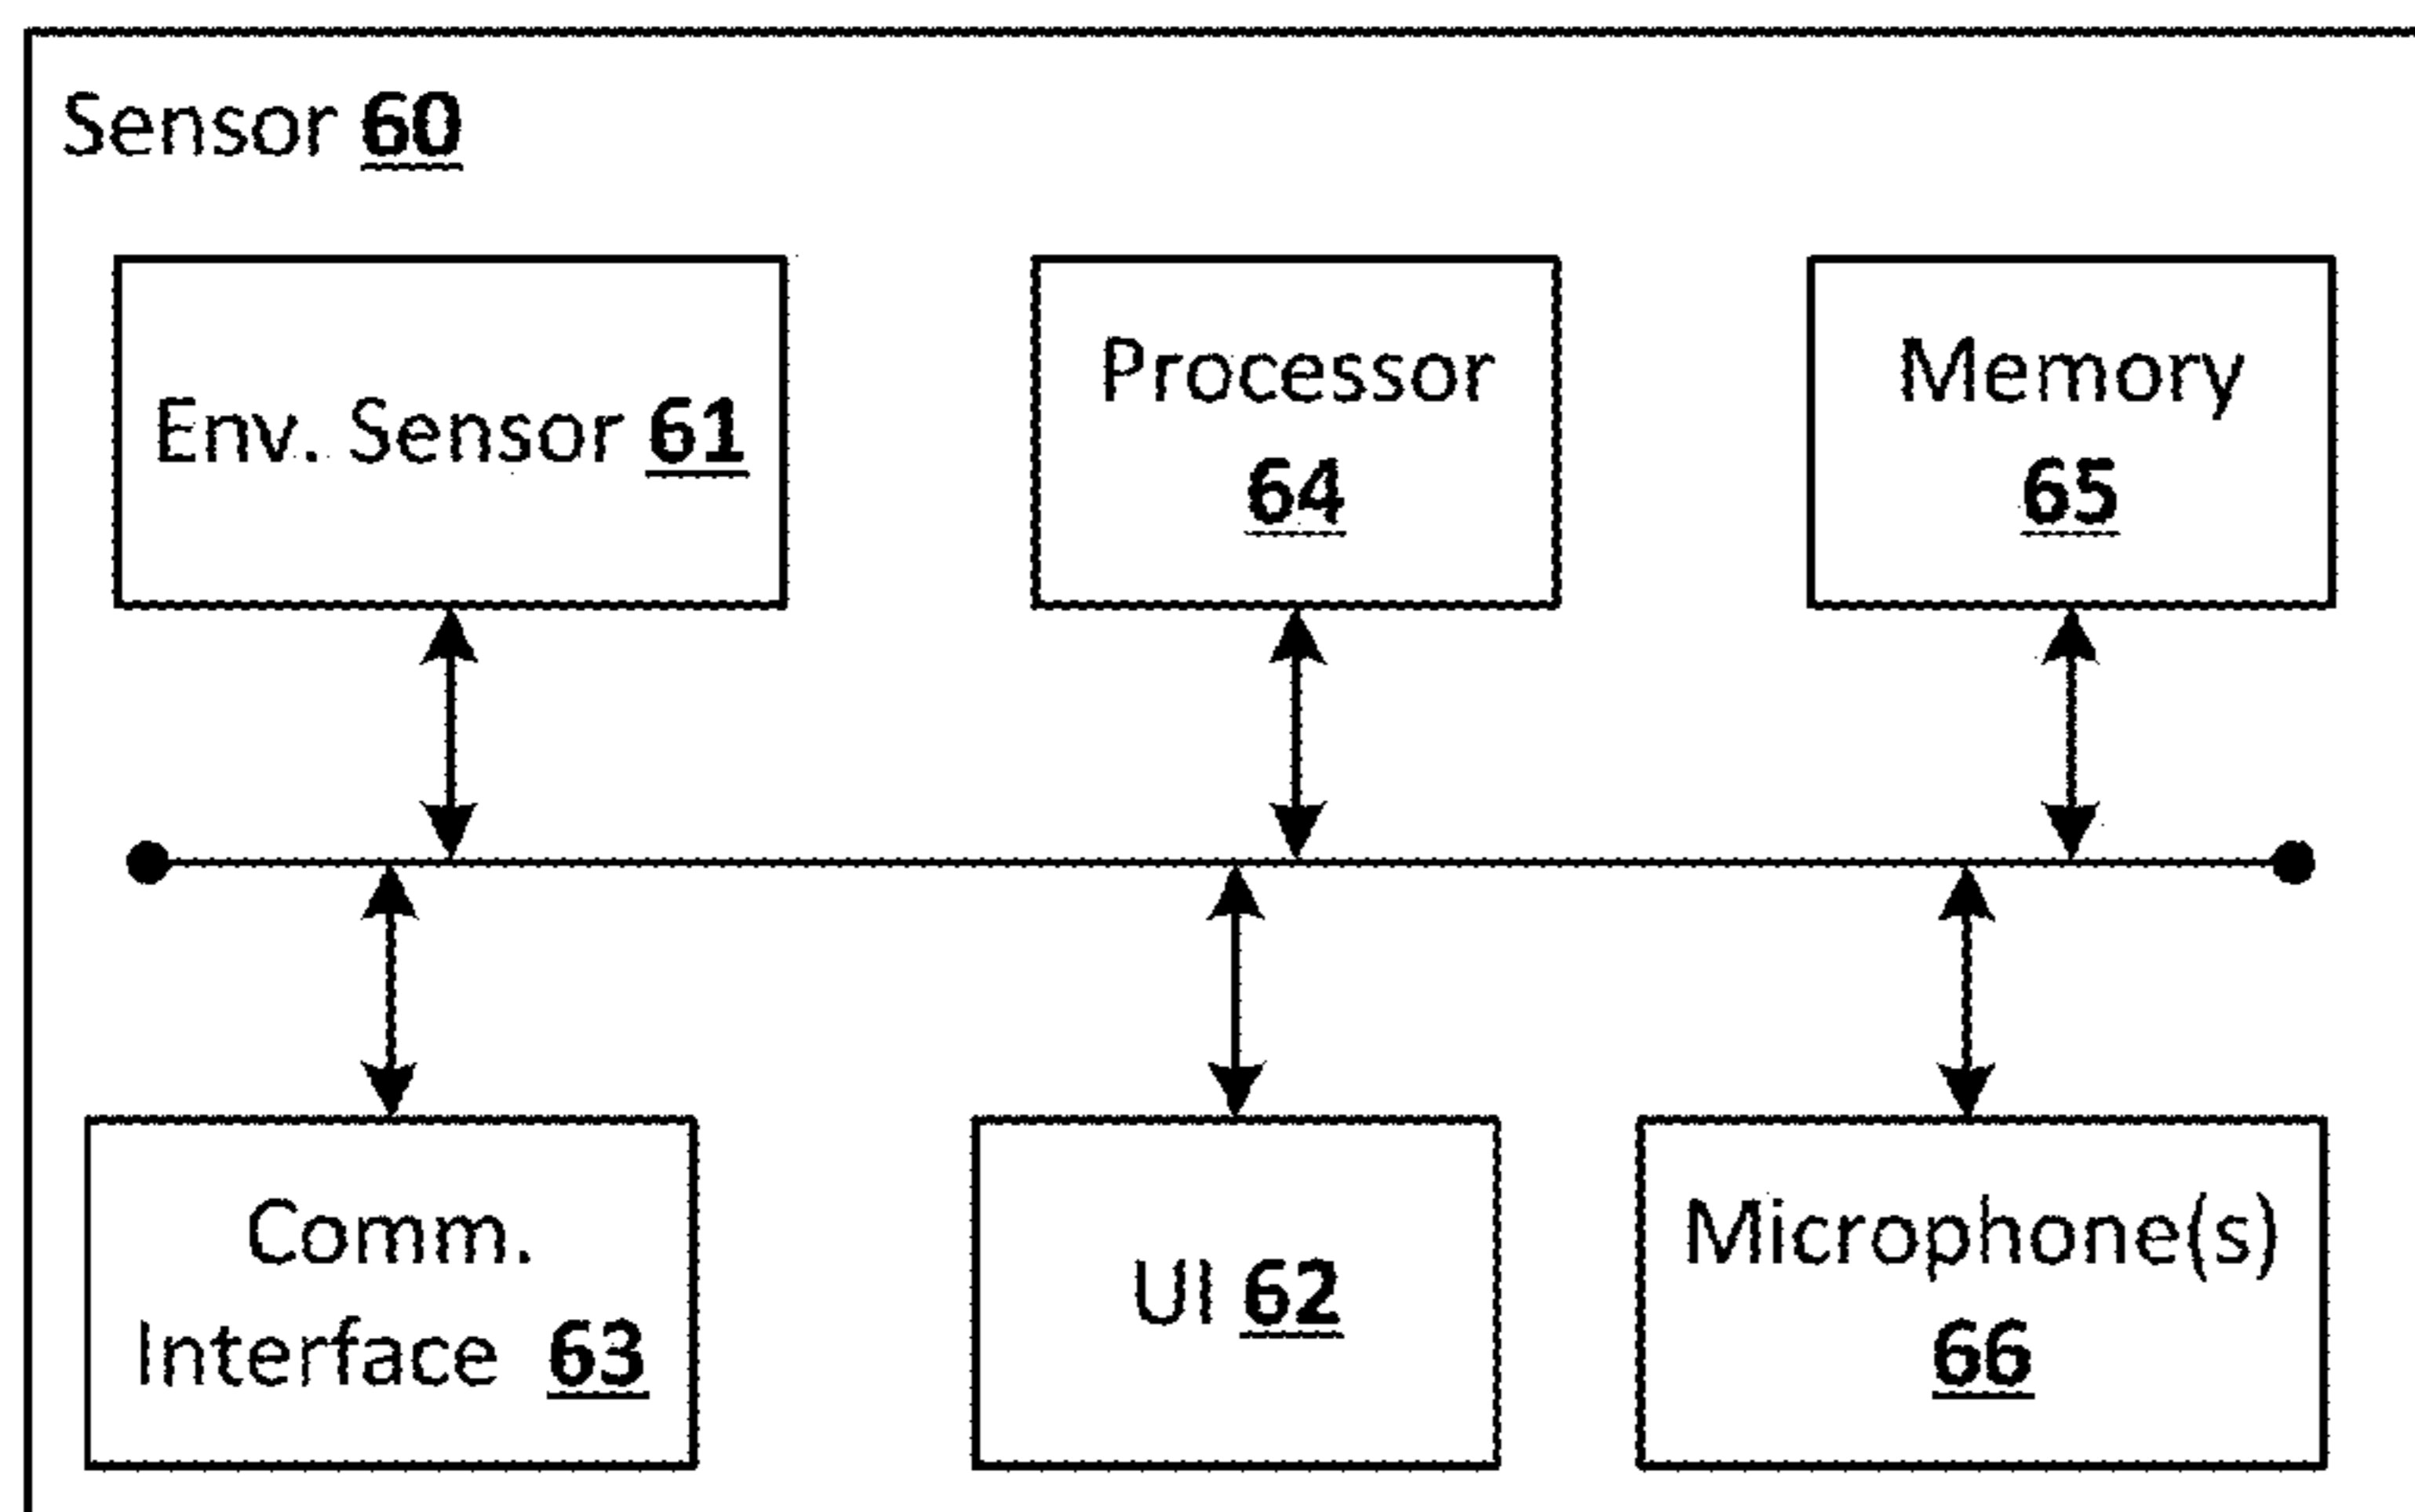 Sensor 60
Env. Sensor 61
Processor
64
Memory
65
Comm.
Interface 63
UI 62
Microphone(s)
66